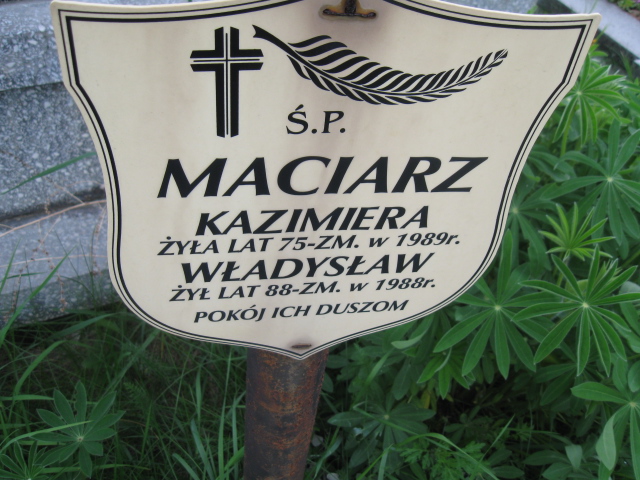 Ś.P.
MACIARZ
KAZIMIERA
ŻYŁA LAT 75-ZM. w 1989r.
WŁADYSŁAW
ŻYŁ LAT 88-ZM. w 1988r.
POKÓJ ICH DUSZOM